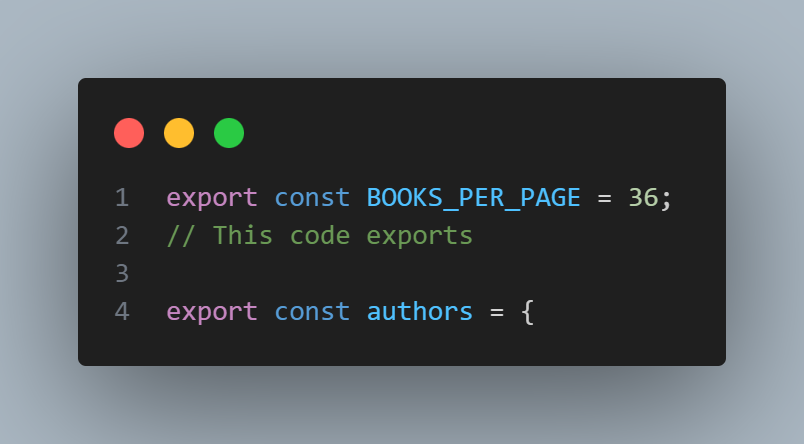 1 export const BOOKS_PER_PAGE = 36;
2 // This code exports
3
4 export const authors = {